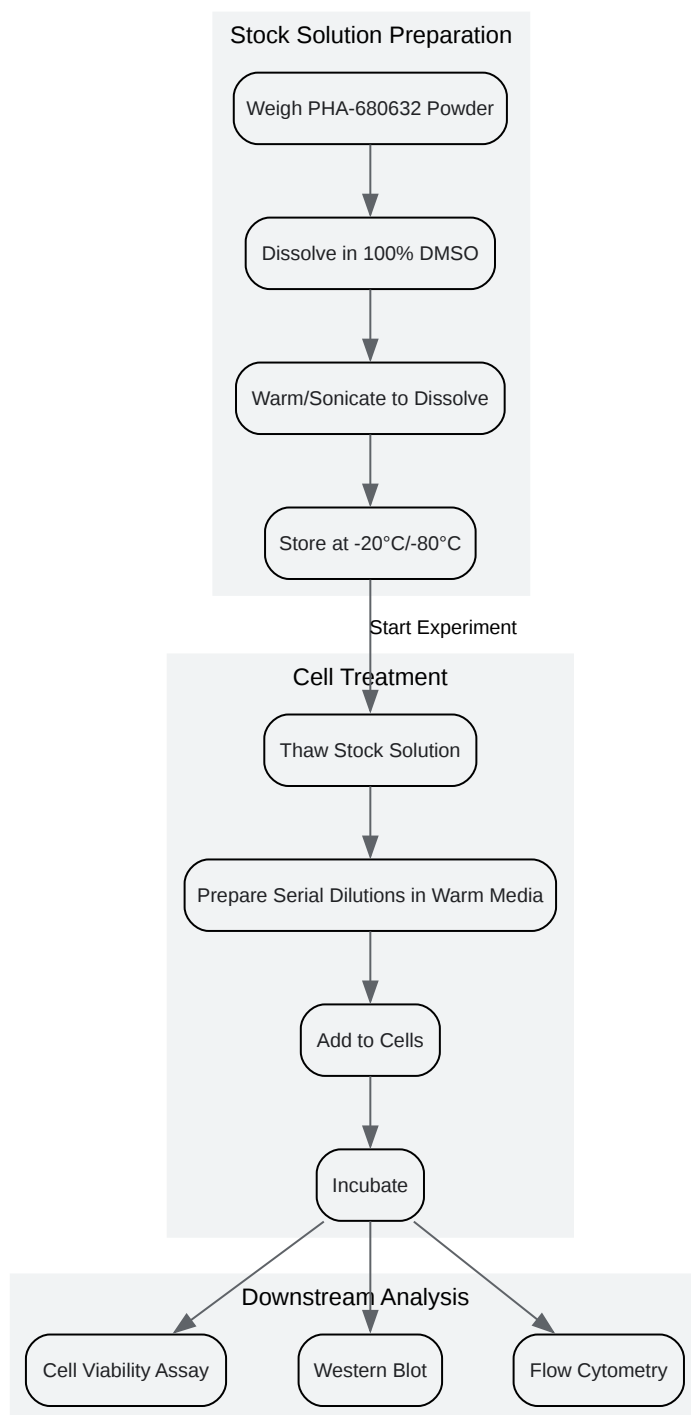 Stock Solution Preparation
Weigh PHA-680632 Powder
Dissolve in 100% DMSO
Warm/Sonicate to Dissolve
Store at -20°C/-80°C
Start Experiment
Cell Treatment
Thaw Stock Solution
Prepare Serial Dilutions in Warm Media
Add to Cells
Incubate
Downstream Analysis
Cell Viability Assay
Western Blot
Flow Cytometry